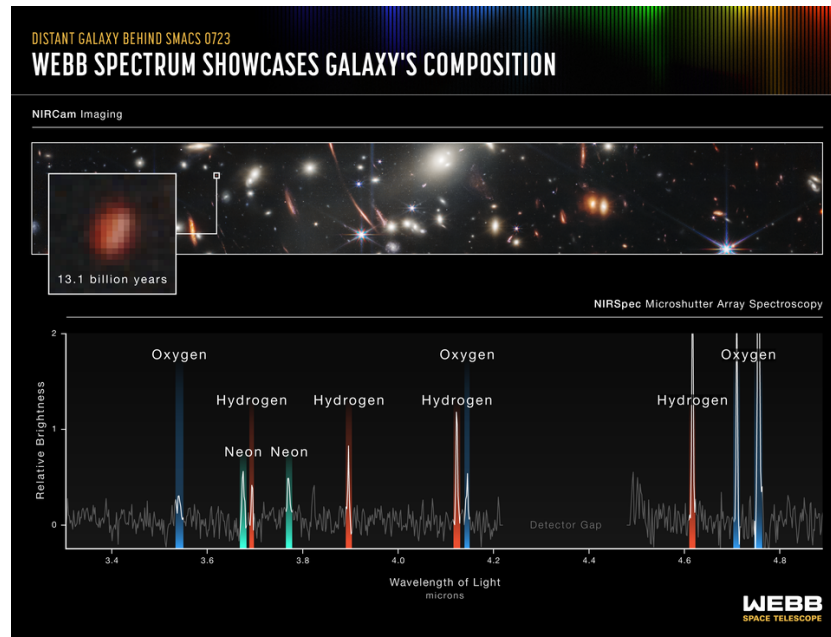 DISTANT GALAXY BEHIND SMACS 0723
WEBB SPECTRUM SHOWCASES GALAXY'S COMPOSITION
NIRCam Imaging
13.1 billion years
NIRSpec Microshutter Array Spectroscopy
2
Oxygen
Oxygen
Oxygen
Hydrogen
Hydrogen
Hydrogen
Hydrogen
1
Neon
Neon
Relative Brightness
0
Detector Gap
3.4
3.6
3.8
4.0
4.2
4.4
4.6
4.8
Wavelength of Light
microns
WEBB
SPACE TELESCOPE